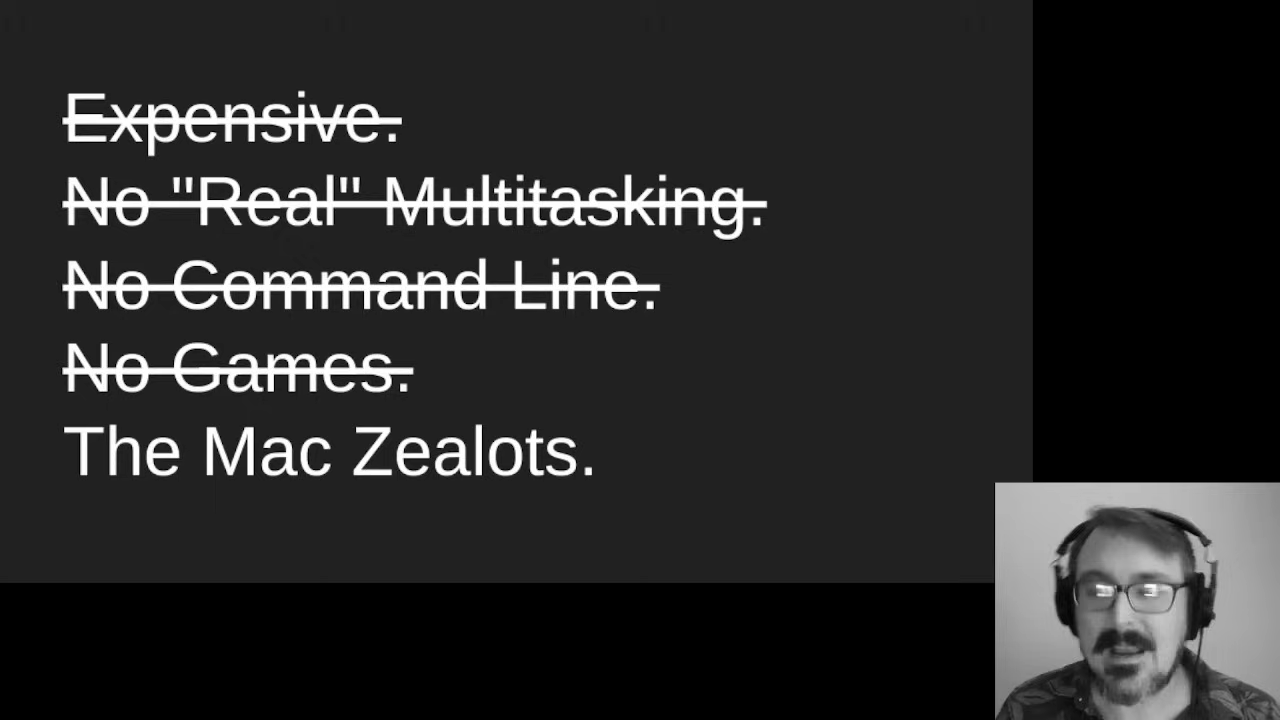 Expensive.
No "Real" Multitasking.
No Command Line.
No Games.
The Mac Zealots.